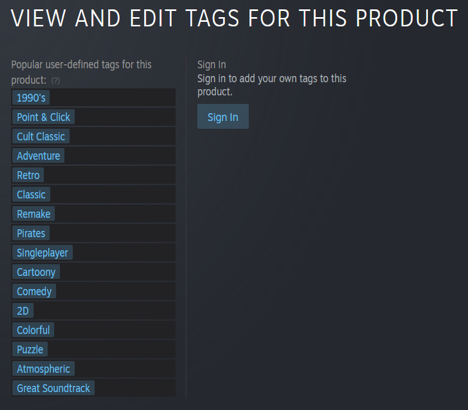 VIEW AND EDIT TAGS FOR THIS PRODUCT
Popular user-defined tags for this
product: (?)
1990's
Point & Click
Cult Classic
Adventure
Retro
Classic
Remake
Pirates
Singleplayer
Cartoony
Comedy
2D
Colorful
Puzzle
Atmospheric
Great Soundtrack
Sign In
Sign in to add your own tags to this
product.
Sign In